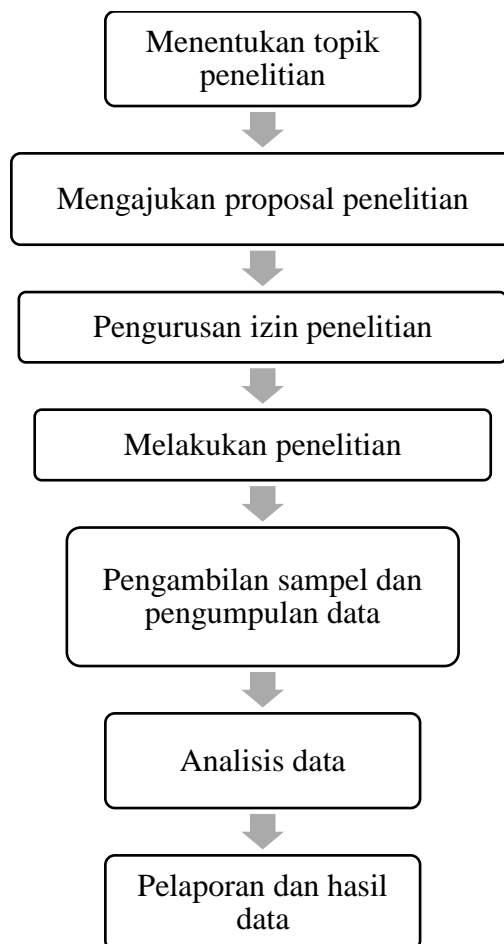 Menentukan topik
penelitian
Mengajukan proposal penelitian
Pengurusan izin penelitian
Melakukan penelitian
Pengambilan sampel dan
pengumpulan data
Analisis data
Pelaporan dan hasil
data